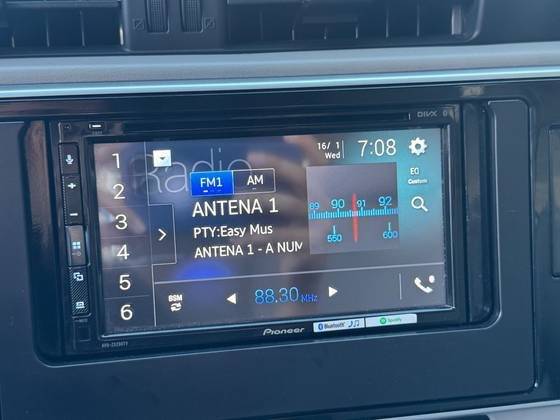 DIVX
1
2
3
4
5
6
Radio
FM1
AM
16/ 1
Wed
7:08
EQ
Custom
ANTENA 1
PTY:Easy Mus
ANTENA 1 - A NUM
89 90 91 92
550 600
BSM
88.30 MHz
Pioneer
Bluetooth
Spotify